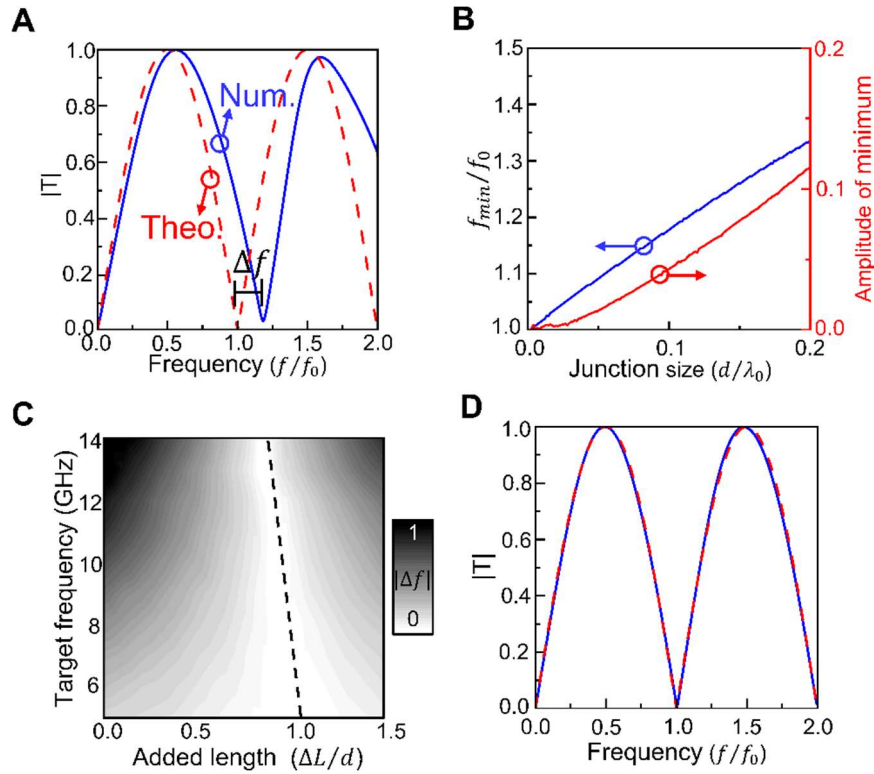 A
1.0
0.8
0.6
0.4
0.2
0.0
|T|
Num.
Theo.
Δf
0.0 0.5 1.0 1.5 2.0
Frequency (f/f₀)
B
1.5
1.4
1.3
1.2
1.1
1.0
f_min/f₀
0.2
0.1
0.0
Amplitude of minimum
0.0 0.1 0.2
Junction size (d/λ₀)
C
14
12
10
8
6
Target frequency (GHz)
1
|Δf|
0
0.0 0.5 1.0 1.5
Added length (ΔL/d)
D
1.0
0.8
0.6
0.4
0.2
0.0
|T|
0.0 0.5 1.0 1.5 2.0
Frequency (f/f₀)